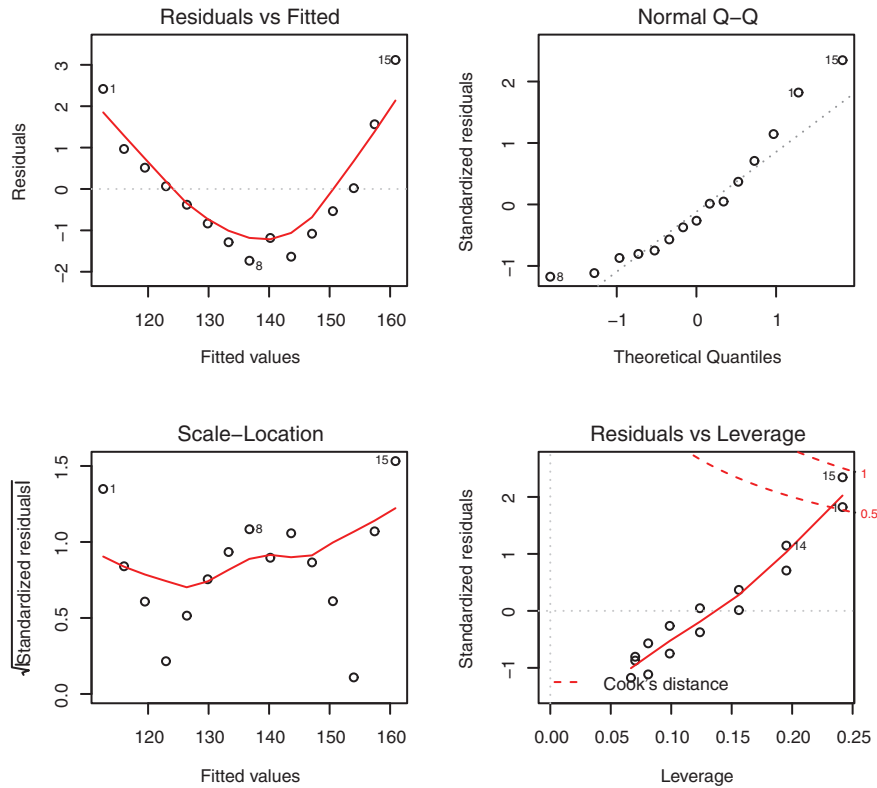 Residuals vs Fitted
Residuals
3
2
1
0
−1
−2
1
8
15
120 130 140 150 160
Fitted values
Normal Q−Q
Standardized residuals
2
1
0
−1
8
1
15
−1 0 1
Theoretical Quantiles
Scale−Location
√|Standardized residuals|
1.5
1.0
0.5
0.0
1
8
15
120 130 140 150 160
Fitted values
Residuals vs Leverage
Standardized residuals
2
1
0
−1
15
1
14
1
0.5
Cook's distance
0.00 0.05 0.10 0.15 0.20 0.25
Leverage